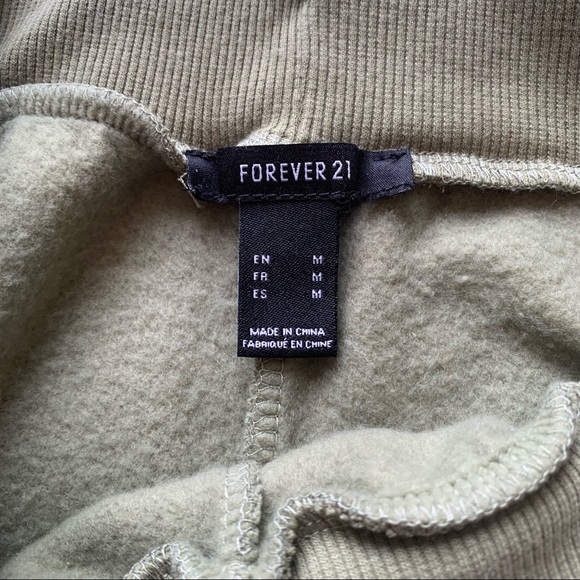 FOREVER 21
EN M
FR M
ES M
MADE IN CHINA
FABRIQUÉ EN CHINE